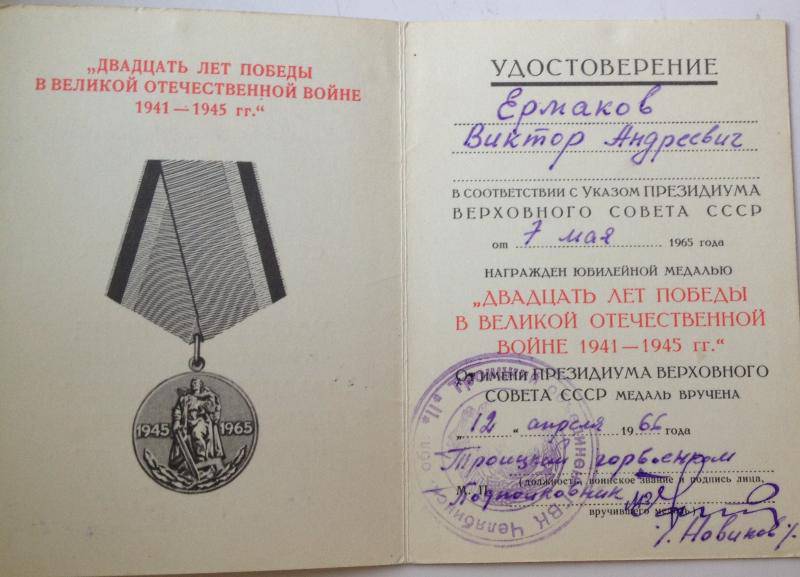 „ДВАДЦАТЬ ЛЕТ ПОБЕДЫ
В ВЕЛИКОЙ ОТЕЧЕСТВЕННОЙ ВОЙНЕ
1941—1945 гг.“
1945 1965
УДОСТОВЕРЕНИЕ
Ермаков
Виктор Андреевич
В СООТВЕТСТВИИ С УКАЗОМ ПРЕЗИДИУМА
ВЕРХОВНОГО СОВЕТА СССР
от 7 мая 1965 года
НАГРАЖДЕН ЮБИЛЕЙНОЙ МЕДАЛЬЮ
„ДВАДЦАТЬ ЛЕТ ПОБЕДЫ
В ВЕЛИКОЙ ОТЕЧЕСТВЕННОЙ
ВОЙНЕ 1941—1945 гг.“
От имени ПРЕЗИДИУМА ВЕРХОВНОГО
СОВЕТА СССР МЕДАЛЬ ВРУЧЕНА
„12“ апреля 1966 года
Троицкий горвоенком
(должность, воинское звание и подпись лица,
М. П. Подполковник
вручившего медаль)
/Новиков/.